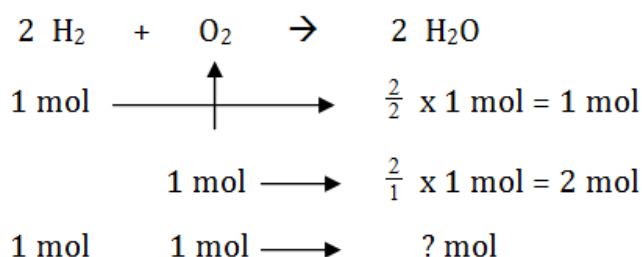 2 H₂ + O₂ → 2 H₂O
1 mol → 2/2 x 1 mol = 1 mol
1 mol → 2/1 x 1 mol = 2 mol
1 mol 1 mol → ? mol